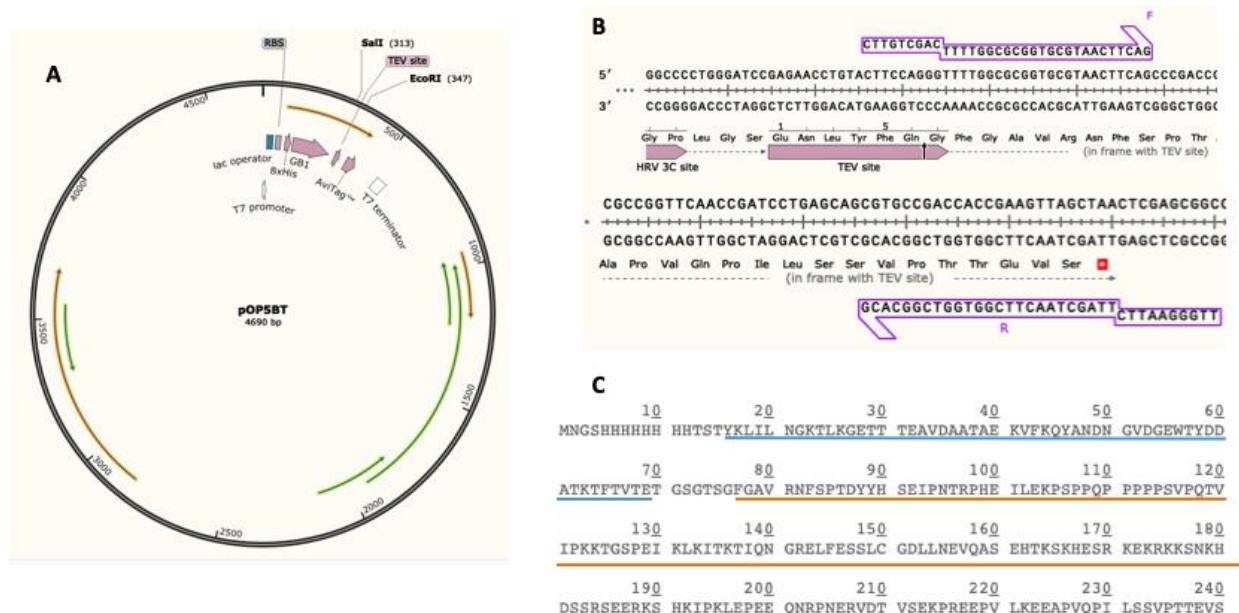 A
RBS
SalI (313)
TEV site
EcoRI (347)
4500
500
lac operator
8xHis
GB1
AviTag™
T7 promoter
T7 terminator
4000
1000
pOP5BT
4690 bp
3500
1500
3000
2000
2500
B
F
CTTGTCGAC
TTTTGGCGCGGTGCGTAACTTCAG
5’ GGCCCCTGGGATCCGAGAACCTGTACTTCCAGGGTTTTGGCGCGGTGCGTAACTTCAGCCCGACCG
3’ CCGGGGACCCTAGGCTCTTGGACATGAAGGTCCCAAAACCGCGCCACGCATTGAAGTCGGGCTGGC
1 5
Gly Pro Leu Gly Ser Glu Asn Leu Tyr Phe Gln Gly Phe Gly Ala Val Arg Asn Phe Ser Pro Thr
(in frame with TEV site)
HRV 3C site
TEV site
CGCCGGTTCAACCGATCCTGAGCAGCGTGCCGACCACCGAAGTTAGCTAACTCGAGCGGCC
GCGGCCAAGTTGGCTAGGACTCGTCGCACGGCTGGTGGCTTCAATCGATTGAGCTCGCCGG
Ala Pro Val Gln Pro Ile Leu Ser Ser Val Pro Thr Thr Glu Val Ser
(in frame with TEV site)
GCACGGCTGGTGGCTTCAATCGATT
CTTAAGGGTT
R
C
10 20 30 40 50 60
MNGSHHHHHH HHTSTYKLIL NGKTLKGETT TEAVDAATAE KVFKQYANDN GVDGEWTYDD
70 80 90 100 110 120
ATKTFTVTET GSGTSGFGAV RNFSPTDYYH SEIPNTRPHE ILEKPSPPQP PPPPSVPQTV
130 140 150 160 170 180
IPKKTGSPEI KLKITKTIQN GRELFESSLC GDLLNEVQAS EHTKSKHESR KEKRKKSNKH
190 200 210 220 230 240
DSSRSEERKS HKIPKLEPEE QNRPNERVDT VSEKPREEPV LKEEAPVQPI LSSVPTTEVS